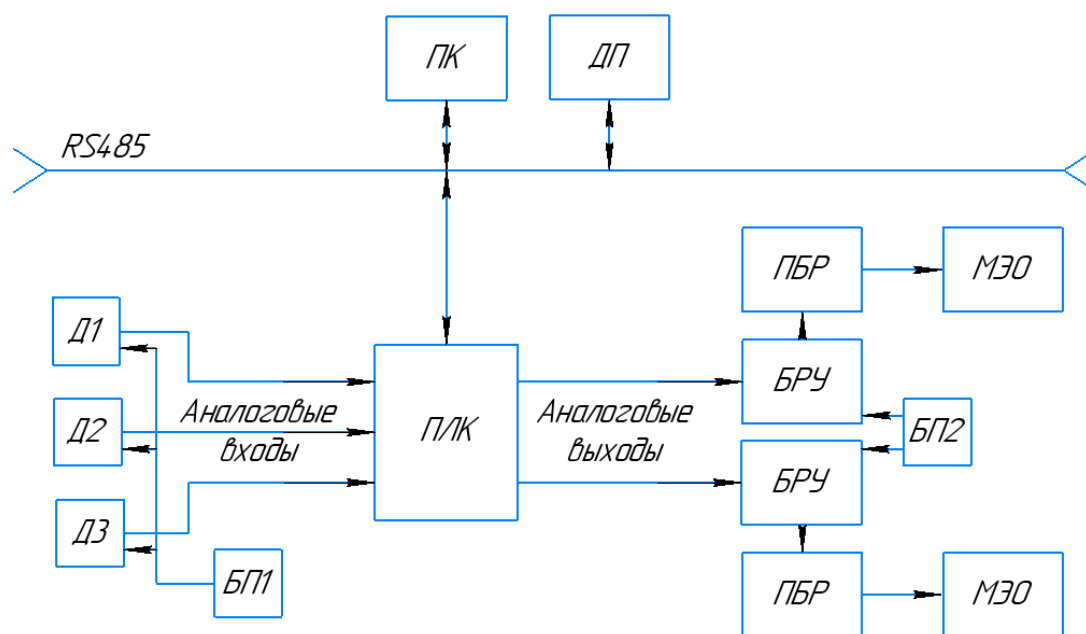 ПК
ДП
RS485
ПБР
МЭО
Д1
БРУ
Аналоговые
входы
ПЛК
Аналоговые
выходы
Д2
БП2
БРУ
Д3
БП1
ПБР
МЭО